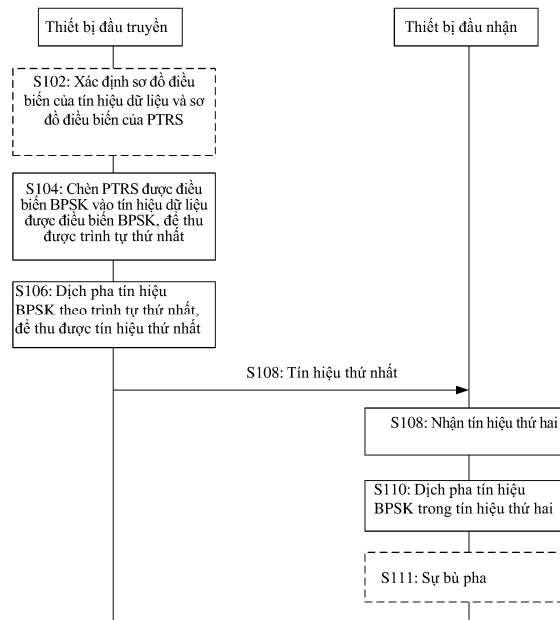 Thiết bị đầu truyền
Thiết bị đầu nhận
S102: Xác định sơ đồ điều
biến của tín hiệu dữ liệu và sơ
đồ điều biến của PTRS
S104: Chèn PTRS được điều
biến BPSK vào tín hiệu dữ liệu
được điều biến BPSK, để thu
được trình tự thứ nhất
S106: Dịch pha tín hiệu
BPSK theo trình tự thứ nhất,
để thu được tín hiệu thứ nhất
S108: Tín hiệu thứ nhất
S108: Nhận tín hiệu thứ hai
S110: Dịch pha tín hiệu
BPSK trong tín hiệu thứ hai
S111: Sự bù pha